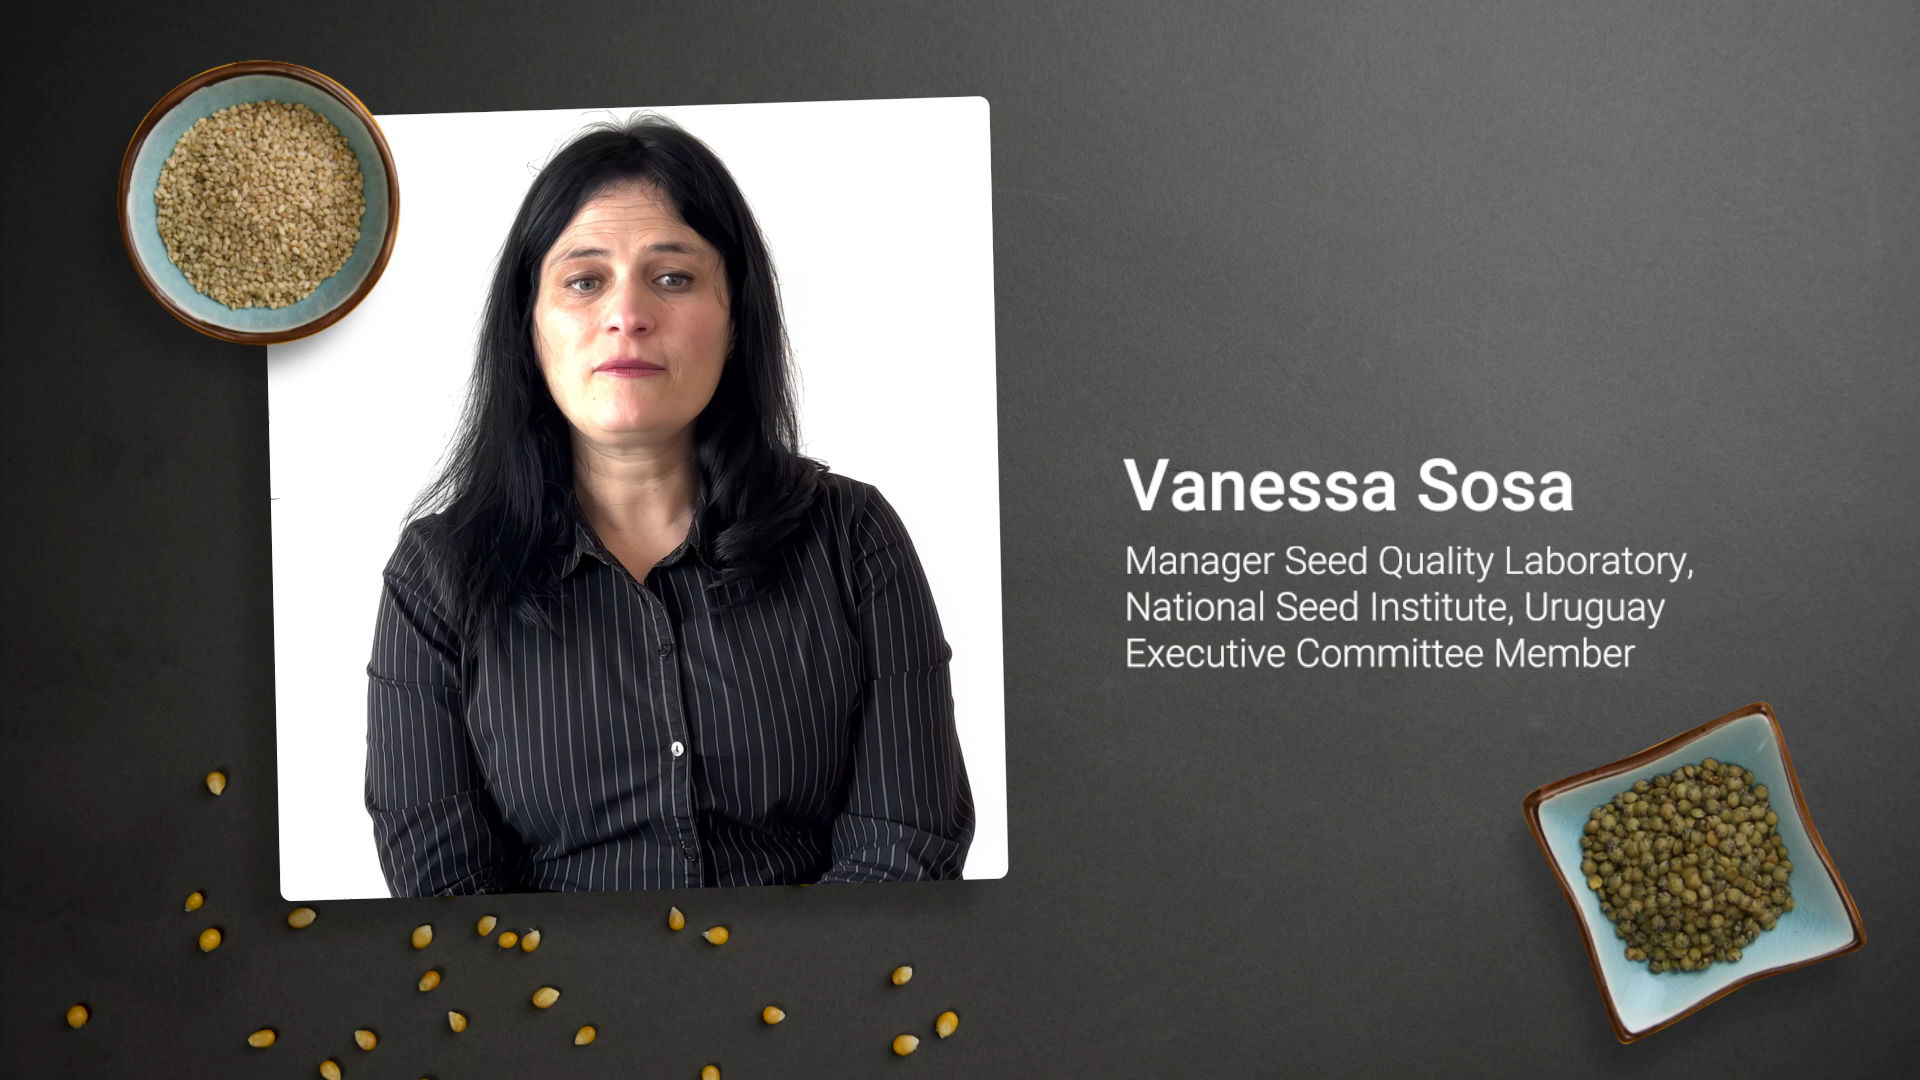 Vanessa Sosa
Manager Seed Quality Laboratory,
National Seed Institute, Uruguay
Executive Committee Member